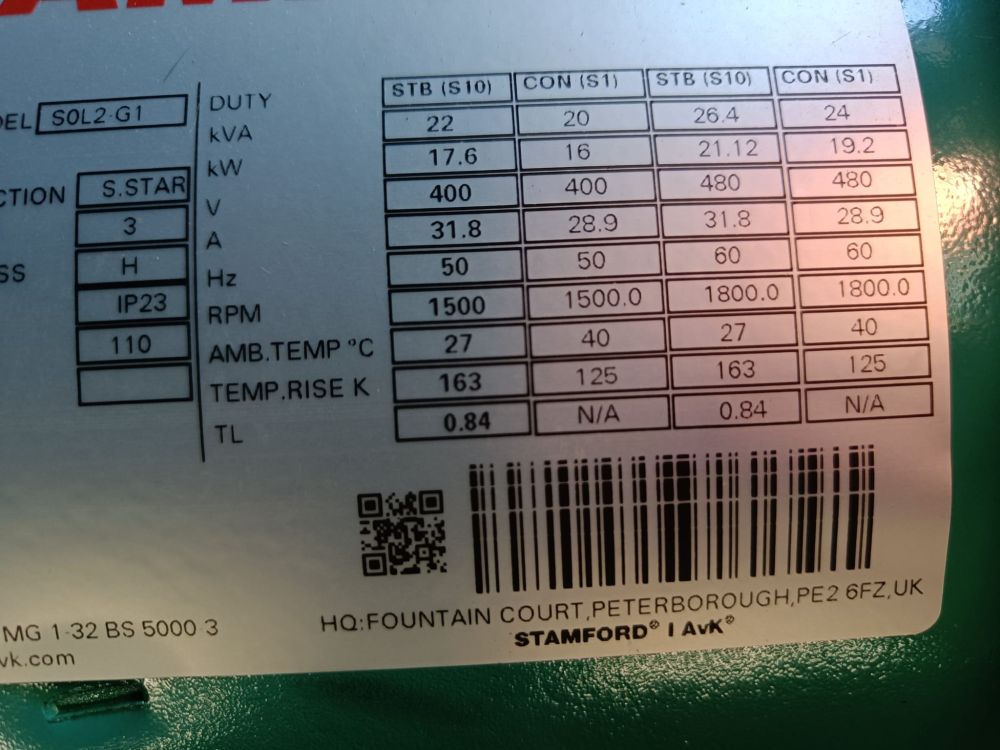 DUTY STB (S10) CON (S1) STB (S10) CON (S1)
S0L2-G1 kVA 22 20 26.4 24
kW 17.6 16 21.12 19.2
S.STAR V 400 400 480 480
3 A 31.8 28.9 31.8 28.9
H Hz 50 50 60 60
IP23 RPM 1500 1500.0 1800.0 1800.0
110 AMB.TEMP °C 27 40 27 40
TEMP.RISE K 163 125 163 125
TL 0.84 N/A 0.84 N/A
MG 1-32 BS 5000 3
HQ:FOUNTAIN COURT,PETERBOROUGH,PE2 6FZ,UK
STAMFORD® | AvK®
vk.com